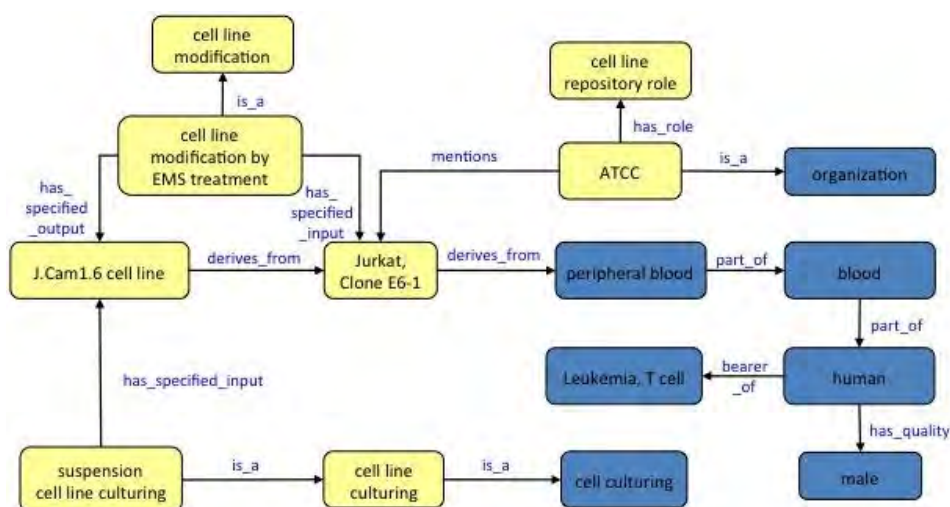 cell line
modification
is_a
cell line
modification by
EMS treatment
has_
specified
_output
has_
specified
_input
cell line
repository role
has_role
mentions
ATCC
is_a
organization
J.Cam1.6 cell line
derives_from
Jurkat,
Clone E6-1
derives_from
peripheral blood
part_of
blood
part_of
Leukemia, T cell
bearer
_of
human
has_quality
male
has_specified_input
suspension
cell line culturing
is_a
cell line
culturing
is_a
cell culturing